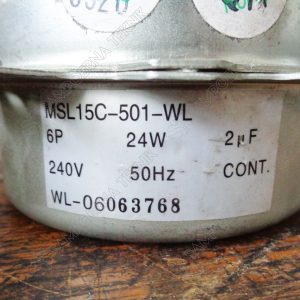 MSL15C-501-WL
6P 24W 2µF
240V 50Hz CONT.
WL-06063768